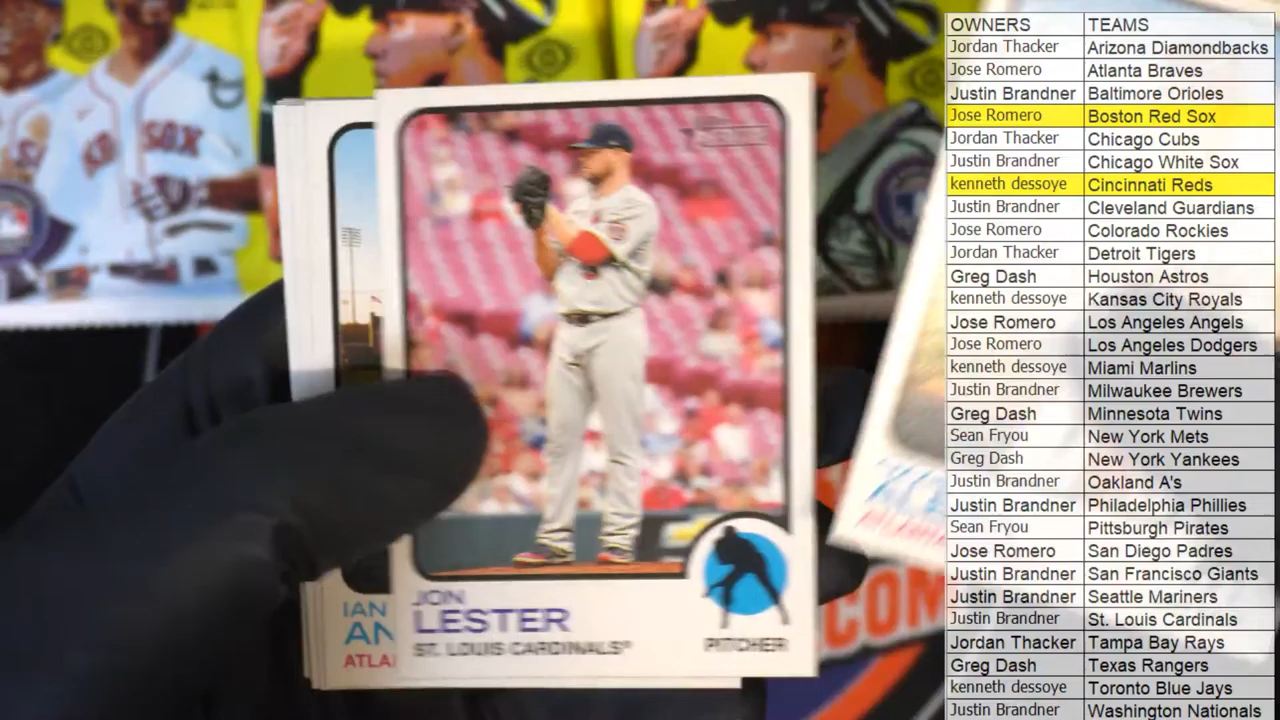 JON
LESTER
ST. LOUIS CARDINALS®
PITCHER
IAN
AN
ATLA
SOX
COM
OWNERS TEAMS
Jordan Thacker Arizona Diamondbacks
Jose Romero Atlanta Braves
Justin Brandner Baltimore Orioles
Jose Romero Boston Red Sox
Jordan Thacker Chicago Cubs
Justin Brandner Chicago White Sox
kenneth dessoye Cincinnati Reds
Justin Brandner Cleveland Guardians
Jose Romero Colorado Rockies
Jordan Thacker Detroit Tigers
Greg Dash Houston Astros
kenneth dessoye Kansas City Royals
Jose Romero Los Angeles Angels
Jose Romero Los Angeles Dodgers
kenneth dessoye Miami Marlins
Justin Brandner Milwaukee Brewers
Greg Dash Minnesota Twins
Sean Fryou New York Mets
Greg Dash New York Yankees
Justin Brandner Oakland A's
Justin Brandner Philadelphia Phillies
Sean Fryou Pittsburgh Pirates
Jose Romero San Diego Padres
Justin Brandner San Francisco Giants
Justin Brandner Seattle Mariners
Justin Brandner St. Louis Cardinals
Jordan Thacker Tampa Bay Rays
Greg Dash Texas Rangers
kenneth dessoye Toronto Blue Jays
Justin Brandner Washington Nationals